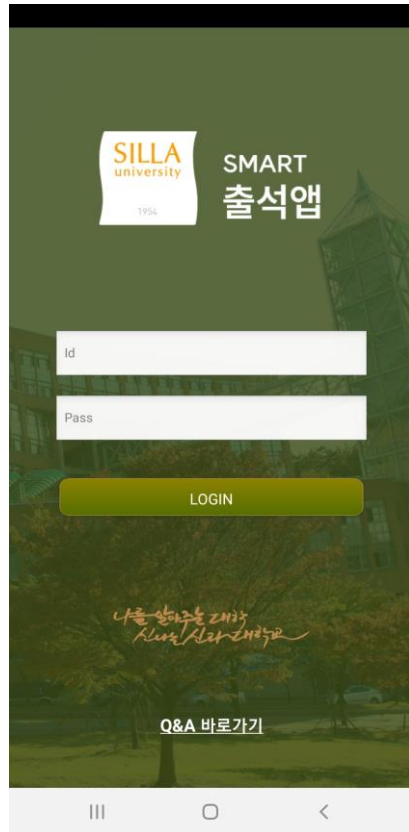 SILLA
university
1954
SMART
출석앱
Id
Pass
LOGIN
나를 알아주는 대학
신나는 신라대학교
Q&A 바로가기